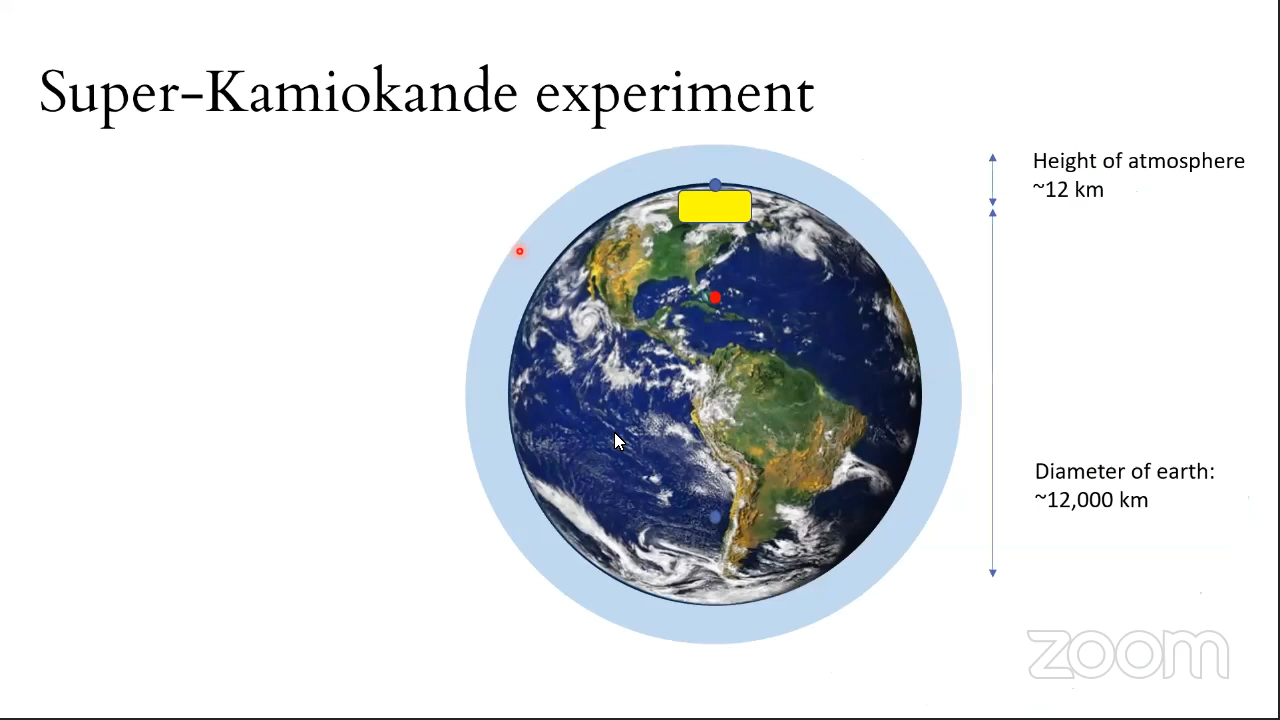 Super-Kamiokande experiment
Height of atmosphere
~12 km
Diameter of earth:
~12,000 km
zoom